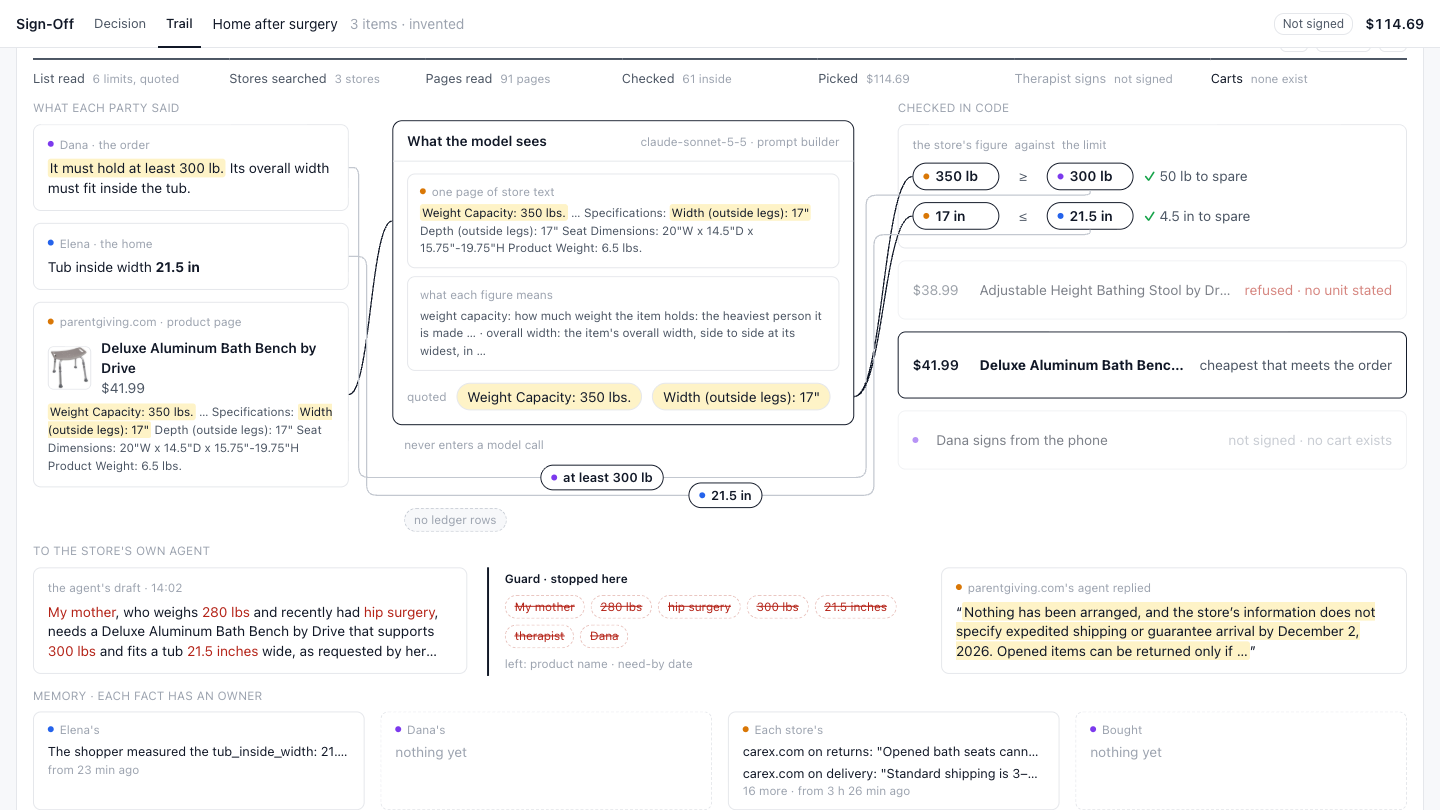 Sign-Off Decision Trail Home after surgery 3 items · invented Not signed $114.69
List read 6 limits, quoted Stores searched 3 stores Pages read 91 pages Checked 61 inside Picked $114.69 Therapist signs not signed Carts none exist
WHAT EACH PARTY SAID
Dana · the order
It must hold at least 300 lb. Its overall width
must fit inside the tub.
Elena · the home
Tub inside width 21.5 in
parentgiving.com · product page
Deluxe Aluminum Bath Bench by
Drive
$41.99
Weight Capacity: 350 lbs. ... Specifications: Width
(outside legs): 17" Depth (outside legs): 17" Seat
Dimensions: 20"W x 14.5"D x 15.75"-19.75"H
Product Weight: 6.5 lbs.
What the model sees claude-sonnet-5-5 · prompt builder
one page of store text
Weight Capacity: 350 lbs. ... Specifications: Width (outside legs): 17"
Depth (outside legs): 17" Seat Dimensions: 20"W x 14.5"D x
15.75"-19.75"H Product Weight: 6.5 lbs.
what each figure means
weight capacity: how much weight the item holds: the heaviest person it
is made ... · overall width: the item's overall width, side to side at its
widest, in ...
quoted Weight Capacity: 350 lbs. Width (outside legs): 17"
never enters a model call
at least 300 lb
21.5 in
no ledger rows
CHECKED IN CODE
the store's figure against the limit
350 lb ≥ 300 lb ✓ 50 lb to spare
17 in ≤ 21.5 in ✓ 4.5 in to spare
$38.99 Adjustable Height Bathing Stool by Dr... refused · no unit stated
$41.99 Deluxe Aluminum Bath Benc... cheapest that meets the order
Dana signs from the phone not signed · no cart exists
TO THE STORE'S OWN AGENT
the agent's draft · 14:02
My mother, who weighs 280 lbs and recently had hip surgery,
needs a Deluxe Aluminum Bath Bench by Drive that supports
300 lbs and fits a tub 21.5 inches wide, as requested by her...
Guard · stopped here
My mother 280 lbs hip surgery 300 lbs 21.5 inches
therapist Dana
left: product name · need-by date
parentgiving.com's agent replied
“Nothing has been arranged, and the store’s information does not
specify expedited shipping or guarantee arrival by December 2,
2026. Opened items can be returned only if ...”
MEMORY · EACH FACT HAS AN OWNER
Elena's
The shopper measured the tub_inside_width: 21....
from 23 min ago
Dana's
nothing yet
Each store's
carex.com on returns: "Opened bath seats cann...
carex.com on delivery: "Standard shipping is 3–...
16 more · from 3 h 26 min ago
Bought
nothing yet